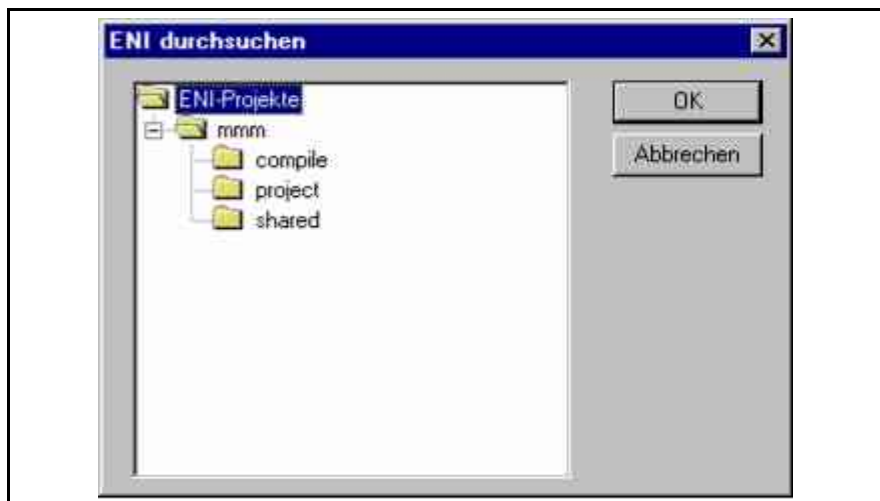 ENI durchsuchen
ENI-Projekte
mmm
compile
project
shared
OK
Abbrechen